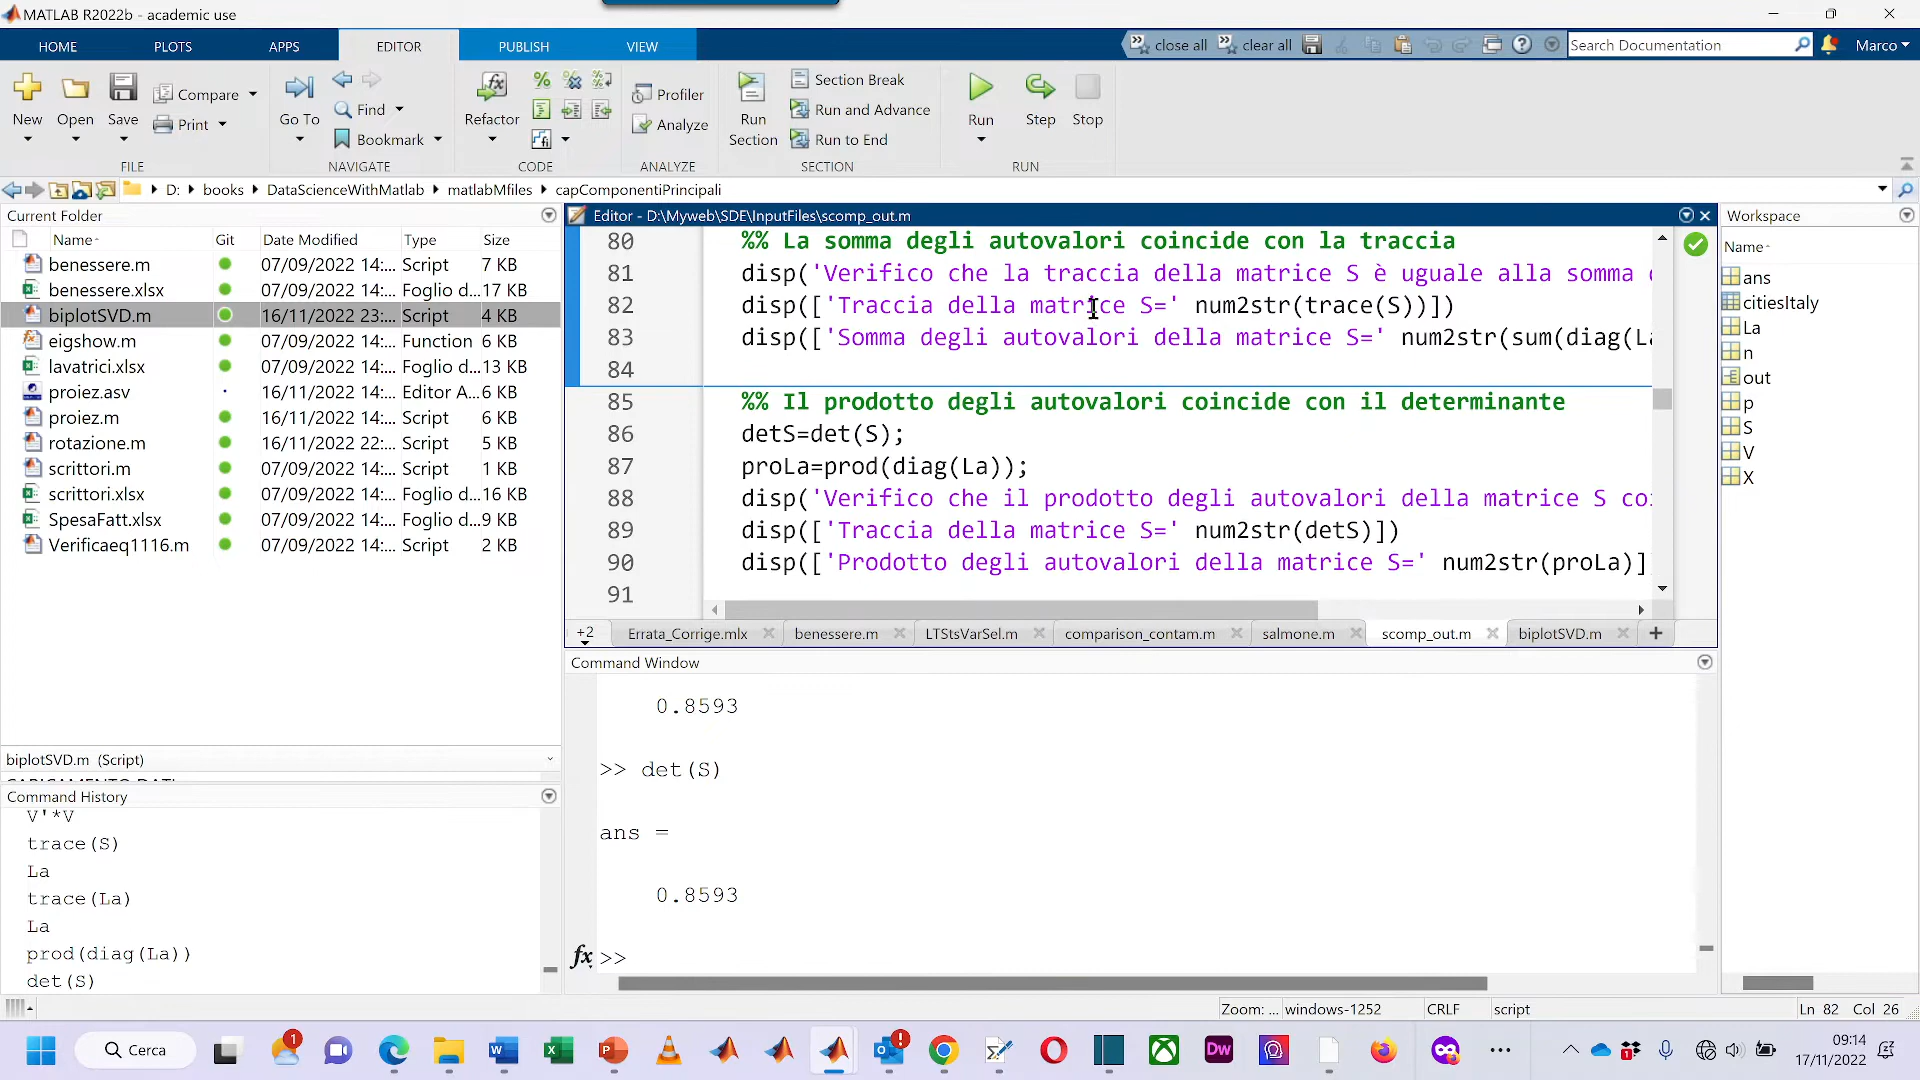 MATLAB R2022b - academic use
HOME PLOTS APPS EDITOR PUBLISH VIEW
close all clear all Search Documentation Marco
New Open Save Compare Print
Go To Find Bookmark
Refactor
Profiler Analyze
Run Section Section Break Run and Advance Run to End
Run Step Stop
FILE NAVIGATE CODE ANALYZE SECTION RUN
D: books DataScienceWithMatlab matlabMfiles capComponentiPrincipali
Current Folder
Name Git Date Modified Type Size
benessere.m 07/09/2022 14:... Script 7 KB
benessere.xlsx 07/09/2022 14:... Foglio d... 17 KB
biplotSVD.m 16/11/2022 23:... Script 4 KB
eigshow.m 07/09/2022 14:... Function 6 KB
lavatrici.xlsx 07/09/2022 14:... Foglio d... 13 KB
proiez.asv 16/11/2022 14:... Editor A... 6 KB
proiez.m 16/11/2022 14:... Script 6 KB
rotazione.m 16/11/2022 22:... Script 5 KB
scrittori.m 07/09/2022 14:... Script 1 KB
scrittori.xlsx 07/09/2022 14:... Foglio d... 16 KB
SpesaFatt.xlsx 07/09/2022 14:... Foglio d... 9 KB
Verificaeq1116.m 07/09/2022 14:... Script 2 KB
biplotSVD.m (Script)
Command History
V'*V
trace(S)
La
trace(La)
La
prod(diag(La))
det(S)
Editor - D:\Myweb\SDE\InputFiles\scomp_out.m
80 %% La somma degli autovalori coincide con la traccia
81 disp('Verifico che la traccia della matrice S è uguale alla somma
82 disp(['Traccia della matrice S=' num2str(trace(S))])
83 disp(['Somma degli autovalori della matrice S=' num2str(sum(diag(La
84
85 %% Il prodotto degli autovalori coincide con il determinante
86 detS=det(S);
87 proLa=prod(diag(La));
88 disp('Verifico che il prodotto degli autovalori della matrice S co
89 disp(['Traccia della matrice S=' num2str(detS)])
90 disp(['Prodotto degli autovalori della matrice S=' num2str(proLa)]
91
+2 Errata_Corrige.mlx benessere.m LTStsVarSel.m comparison_contam.m salmone.m scomp_out.m biplotSVD.m +
Command Window
0.8593
>> det(S)
ans =
0.8593
fx >>
Workspace
Name
ans
citiesItaly
La
n
out
p
S
V
X
Zoom: ... windows-1252 CRLF script Ln 82 Col 26
Cerca
09:14
17/11/2022